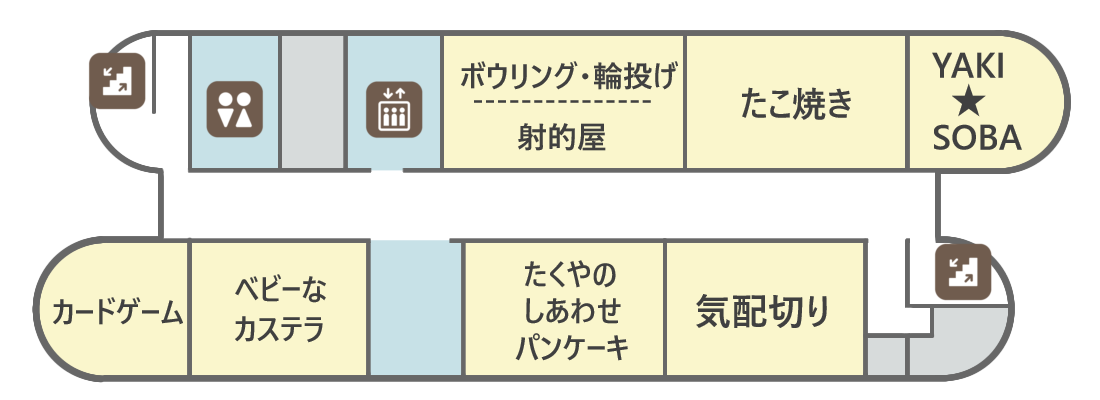 ボウリング・輪投げ
射的屋
たこ焼き
YAKI
★
SOBA
カードゲーム
ベビーな
カステラ
たくやの
しあわせ
パンケーキ
気配切り